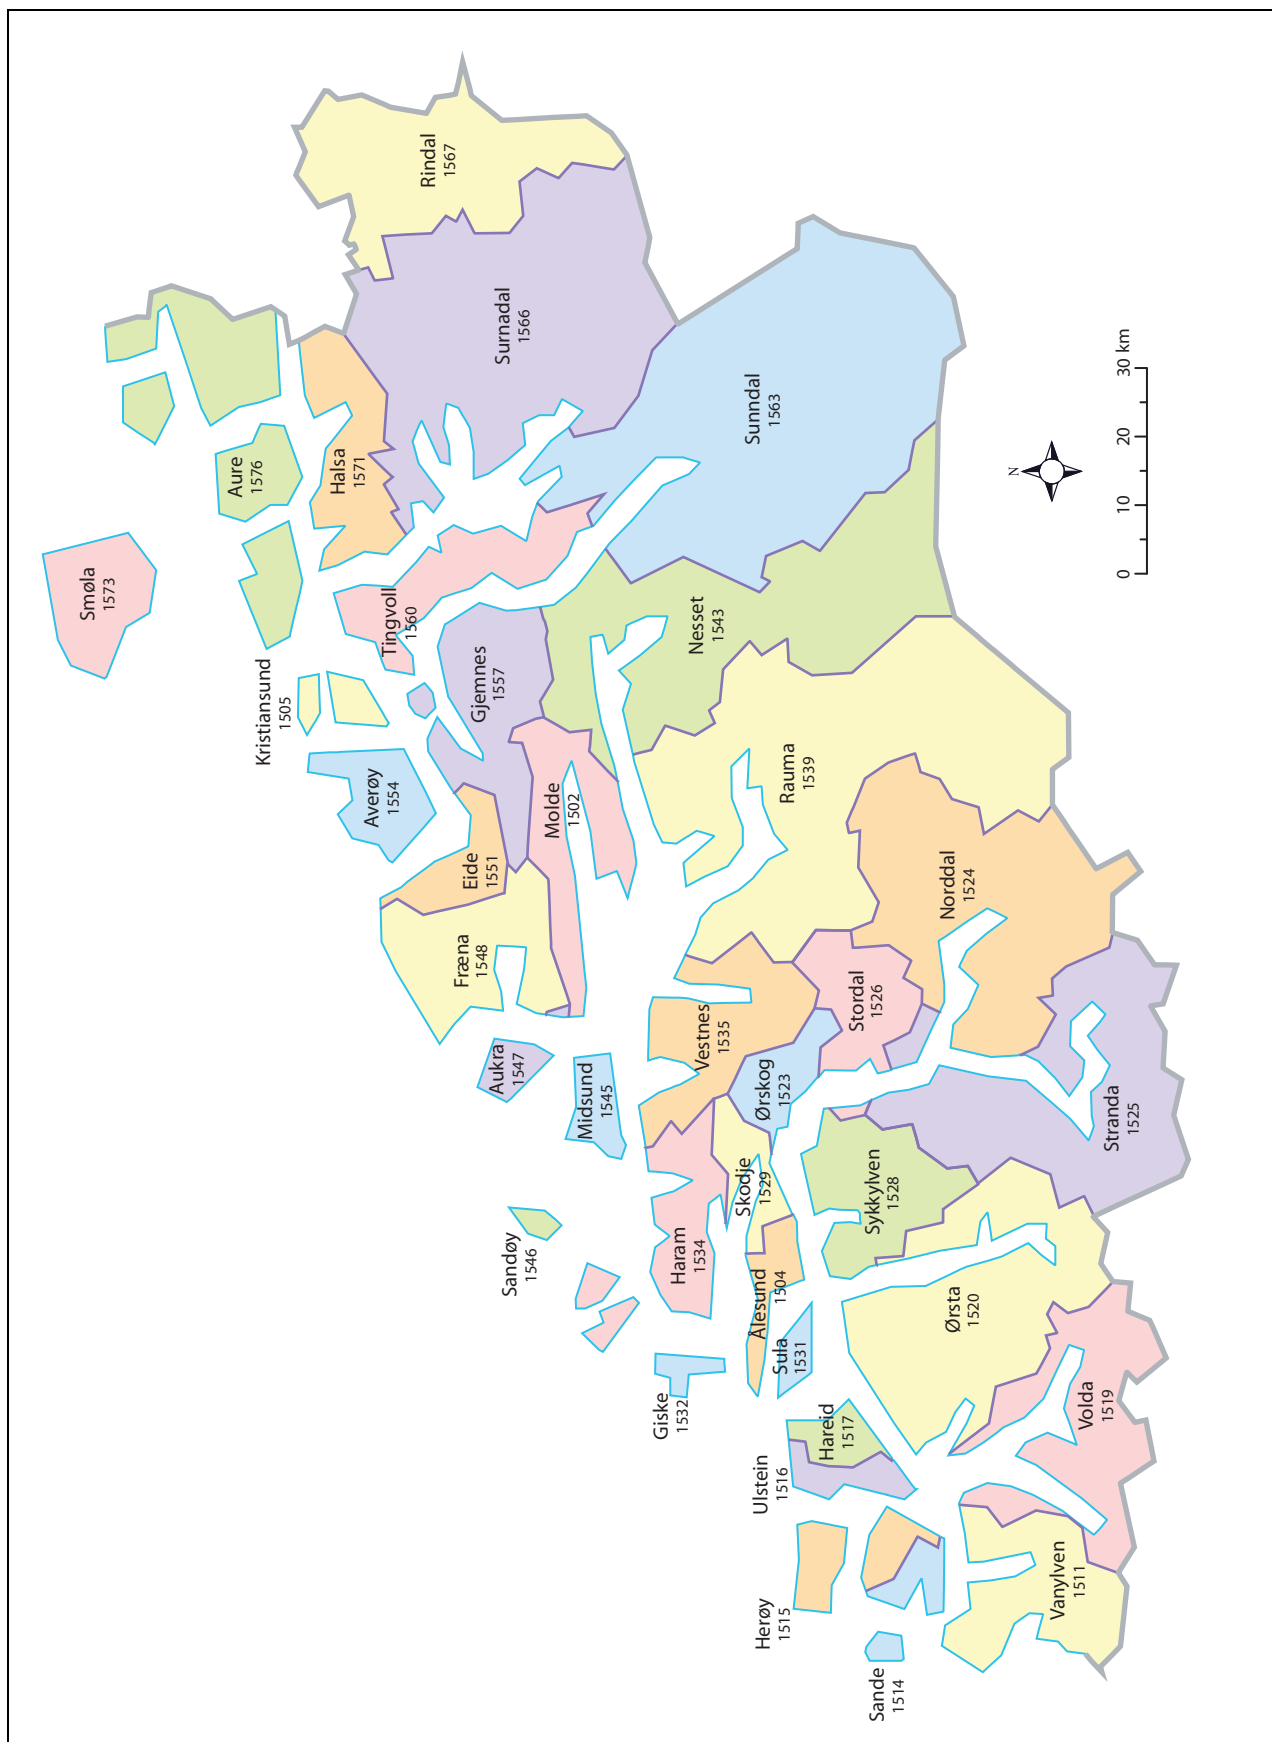 Rindal
1567
Surnadal
1566
Sunndal
1563
Halsa
1571
Aure
1576
Smøla
1573
Tingvoll
1560
Kristiansund
1505
Gjemnes
1557
Nesset
1543
Averøy
1554
Molde
1502
Rauma
1539
Eide
1551
Fræna
1548
Norddal
1524
Stordal
1526
Vestnes
1535
Aukra
1547
Midsund
1545
Ørskog
1523
Stranda
1525
Skodje
1529
Sykkylven
1528
Sandøy
1546
Haram
1534
Ålesund
1504
Ørsta
1520
Sula
1531
Giske
1532
Hareid
1517
Volda
1519
Ulstein
1516
Herøy
1515
Vanylven
1511
Sande
1514
N
0 10 20 30 km